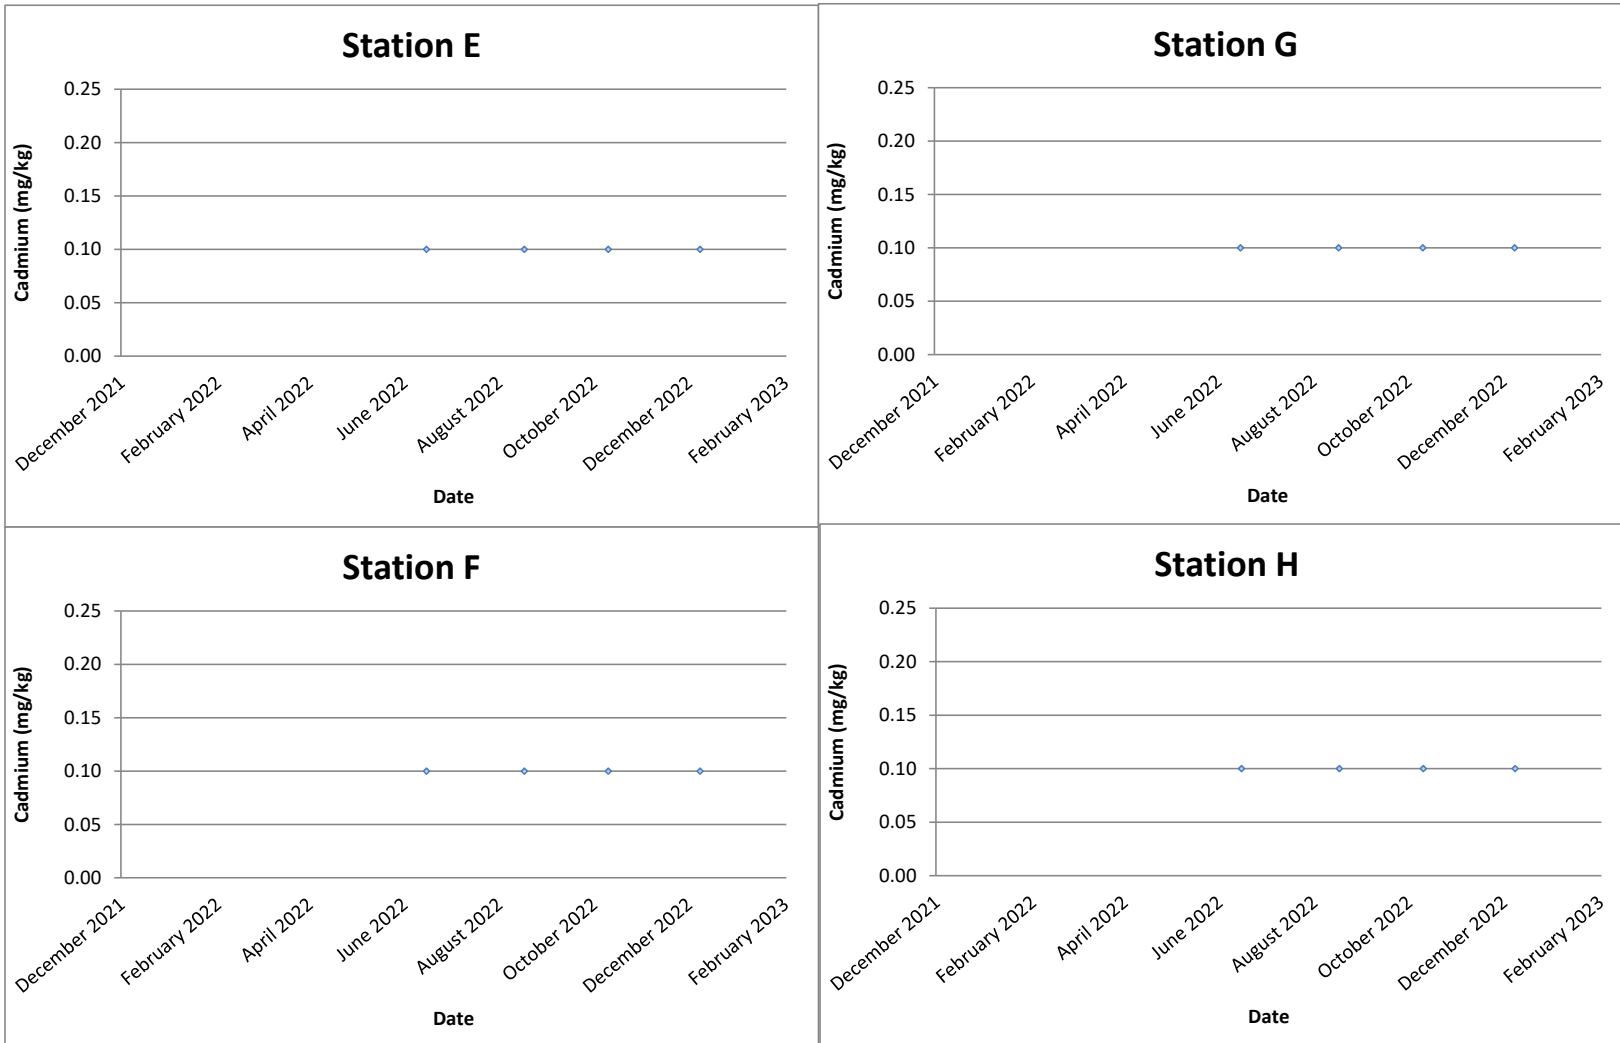 Station E
0.25
0.20
0.15
0.10
0.05
0.00
Cadmium (mg/kg)
December 2021
February 2022
April 2022
June 2022
August 2022
October 2022
December 2022
February 2023
Date
Station G
0.25
0.20
0.15
0.10
0.05
0.00
Cadmium (mg/kg)
December 2021
February 2022
April 2022
June 2022
August 2022
October 2022
December 2022
February 2023
Date
Station F
0.25
0.20
0.15
0.10
0.05
0.00
Cadmium (mg/kg)
December 2021
February 2022
April 2022
June 2022
August 2022
October 2022
December 2022
February 2023
Date
Station H
0.25
0.20
0.15
0.10
0.05
0.00
Cadmium (mg/kg)
December 2021
February 2022
April 2022
June 2022
August 2022
October 2022
December 2022
February 2023
Date